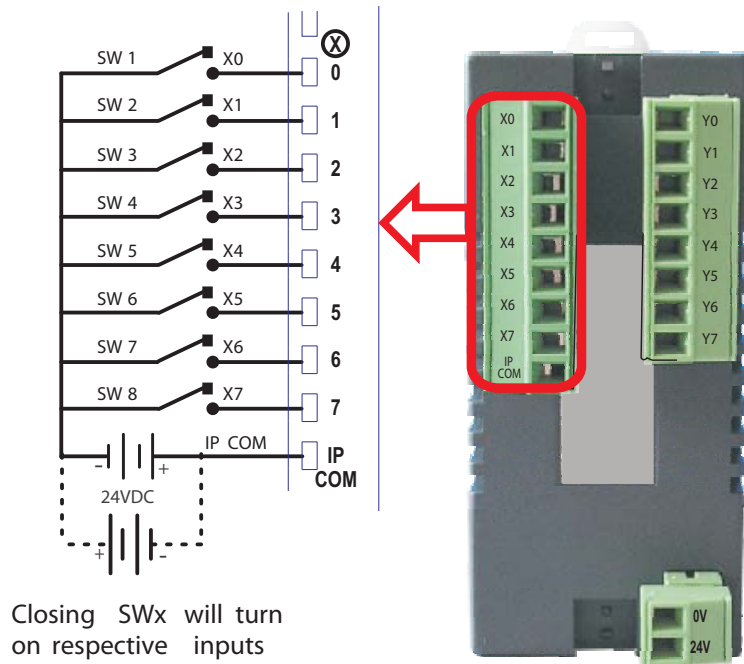 X
SW 1 X0 0
SW 2 X1 1
SW 3 X2 2
SW 4 X3 3
SW 5 X4 4
SW 6 X5 5
SW 7 X6 6
SW 8 X7 7
IP COM IP
COM
- +
24VDC
+ -
Closing SWx will turn
on respective inputs
X0
X1
X2
X3
X4
X5
X6
X7
IP
COM
Y0
Y1
Y2
Y3
Y4
Y5
Y6
Y7
0V
24V